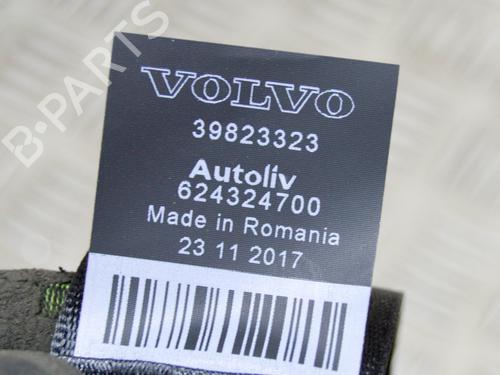 VOLVO
39823323
Autoliv
624324700
Made in Romania
23 11 2017
B-PARTS